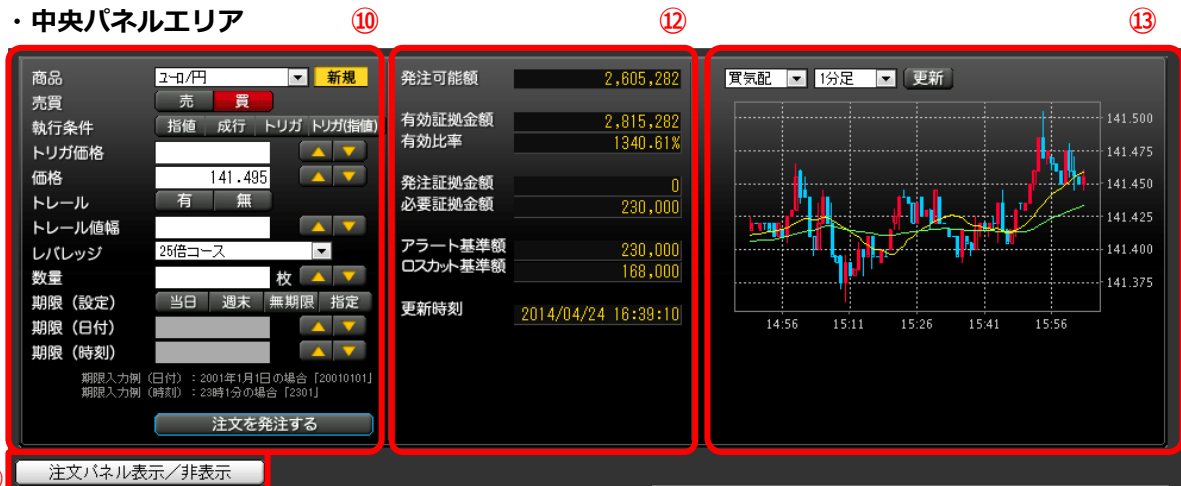 ・中央パネルエリア
⑩
⑫
⑬
商品 ユーロ/円 新規
売買 売 買
執行条件 指値 成行 トリガ トリガ(指値)
トリガ価格
価格 141.495
トレール 有 無
トレール値幅
レバレッジ 25倍コース
数量 枚
期限（設定） 当日 週末 無期限 指定
期限（日付）
期限（時刻）
期限入力例（日付）：2001年1月1日の場合「20010101」
期限入力例（時刻）：23時1分の場合「2301」
注文を発注する
発注可能額 2,605,282
有効証拠金額 2,815,282
有効比率 1340.61%
発注証拠金額 0
必要証拠金額 230,000
アラート基準額 230,000
ロスカット基準額 168,000
更新時刻 2014/04/24 16:39:10
買気配 1分足 更新
141.500
141.475
141.450
141.425
141.400
141.375
14:56 15:11 15:26 15:41 15:56
注文パネル表示／非表示